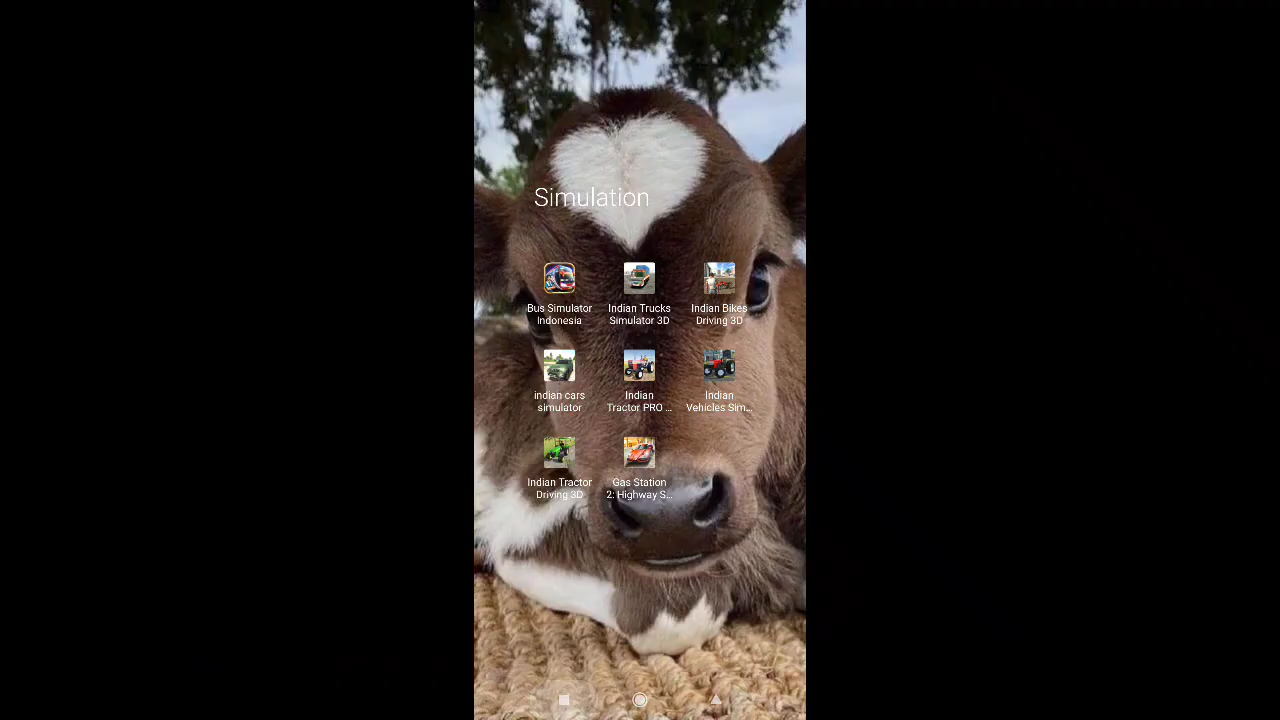 Simulation
Bus Simulator
Indonesia
Indian Trucks
Simulator 3D
Indian Bikes
Driving 3D
indian cars
simulator
Indian
Tractor PRO ...
Indian
Vehicles Sim...
Indian Tractor
Driving 3D
Gas Station
2: Highway S...